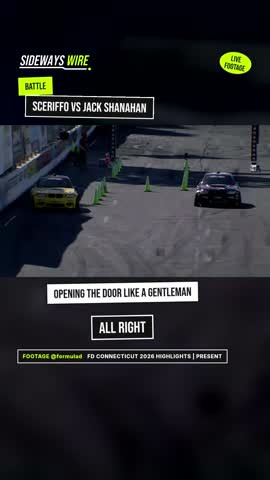 SIDEWAYS WIRE.
LIVE
FOOTAGE
BATTLE
SCERIFFO VS JACK SHANAHAN
OPENING THE DOOR LIKE A GENTLEMAN
ALL RIGHT
FOOTAGE @formulad FD CONNECTICUT 2026 HIGHLIGHTS | PRESENT